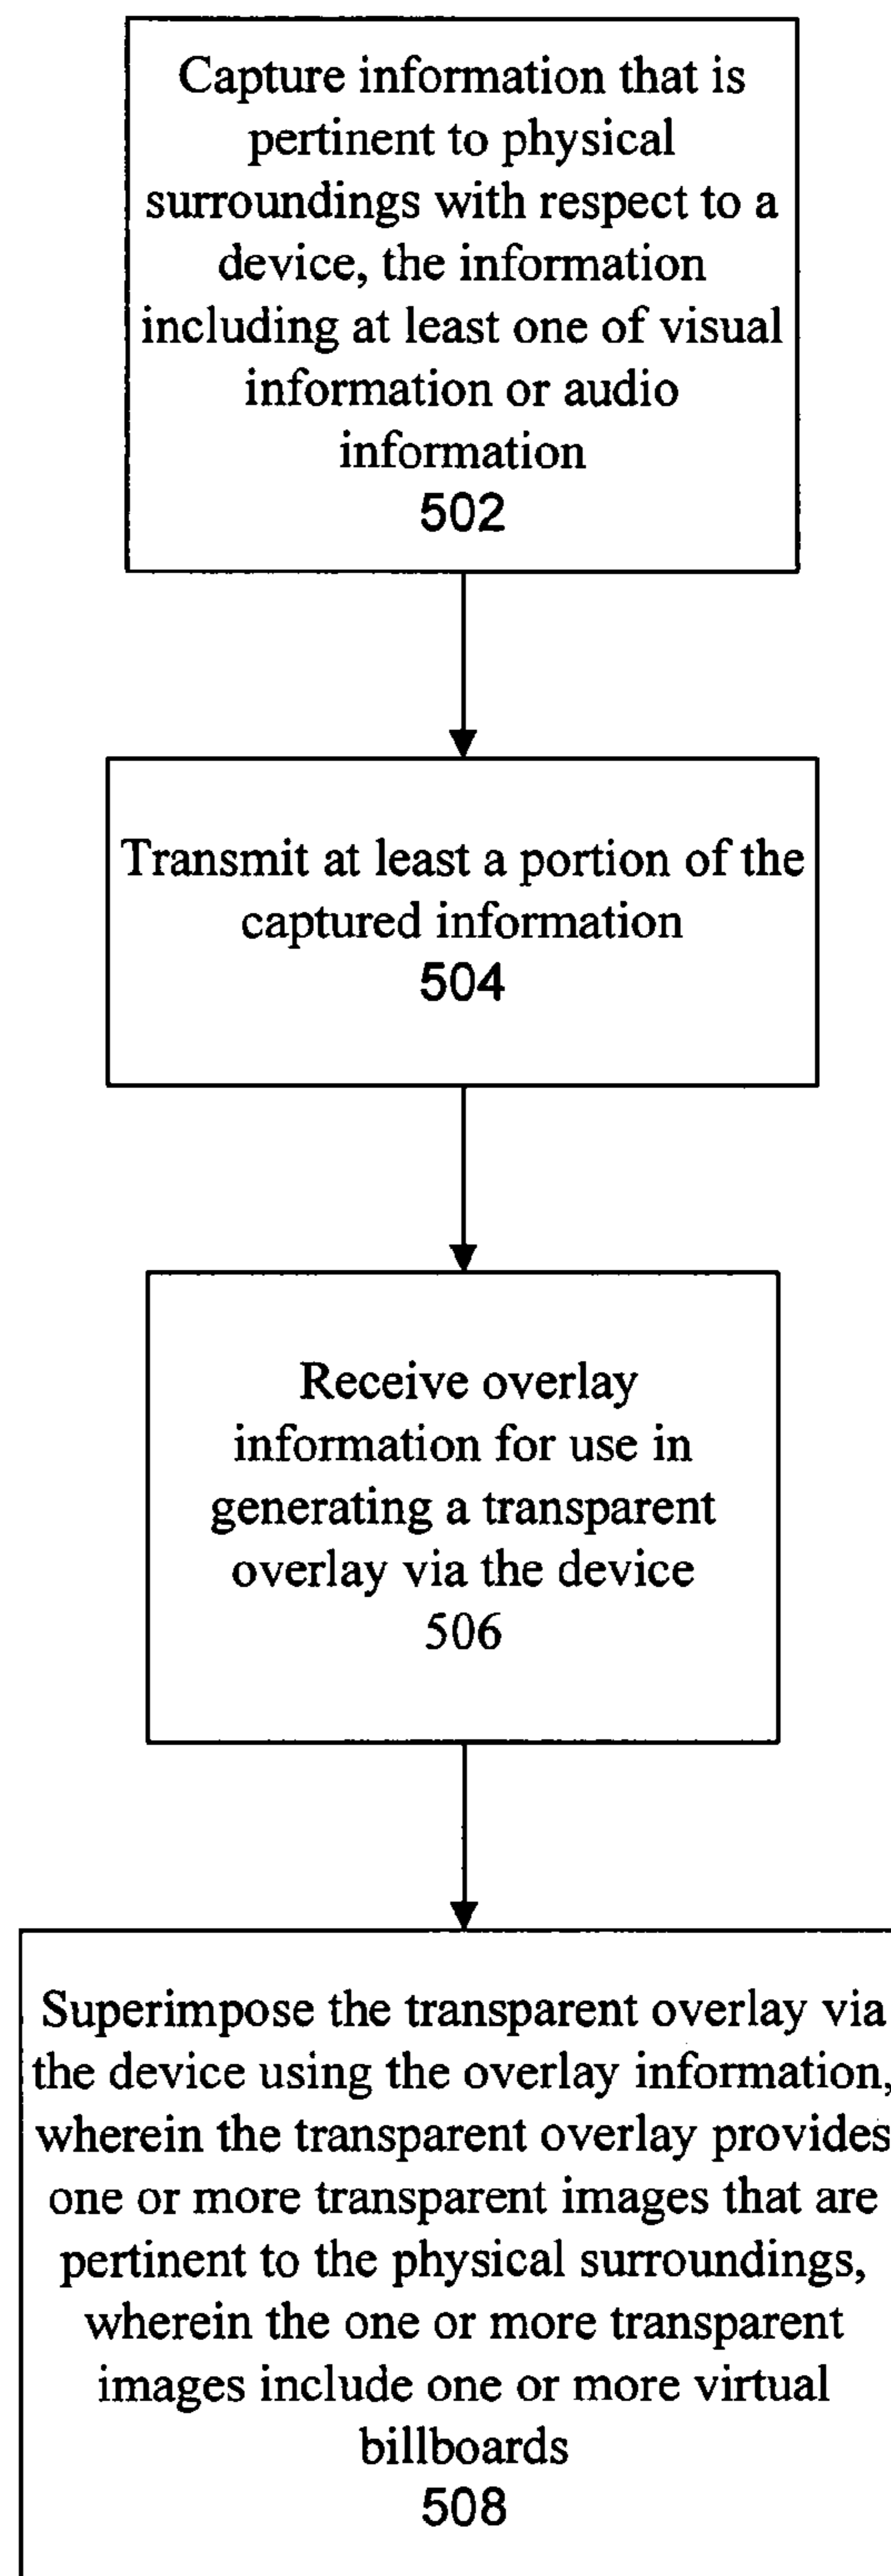 Capture information that is
pertinent to physical
surroundings with respect to a
device, the information
including at least one of visual
information or audio
information
502
Transmit at least a portion of the
captured information
504
Receive overlay
information for use in
generating a transparent
overlay via the device
506
Superimpose the transparent overlay via
the device using the overlay information,
wherein the transparent overlay provides
one or more transparent images that are
pertinent to the physical surroundings,
wherein the one or more transparent
images include one or more virtual
billboards
508